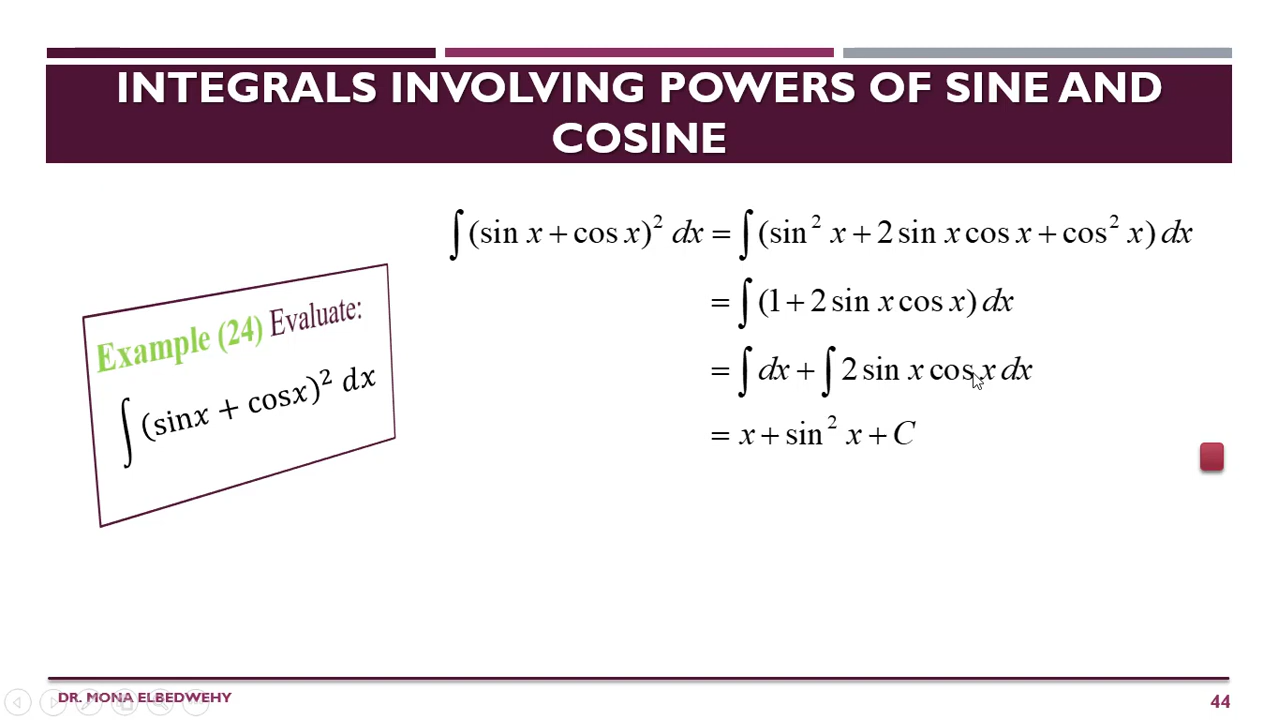 INTEGRALS INVOLVING POWERS OF SINE AND
COSINE
Example (24) Evaluate:
∫(sinx + cosx)² dx
∫(sin x + cos x)² dx = ∫(sin² x + 2 sin x cos x + cos² x) dx
= ∫(1 + 2 sin x cos x) dx
= ∫dx + ∫2 sin x cos x dx
= x + sin² x + C
DR. MONA ELBEDWEHY
44